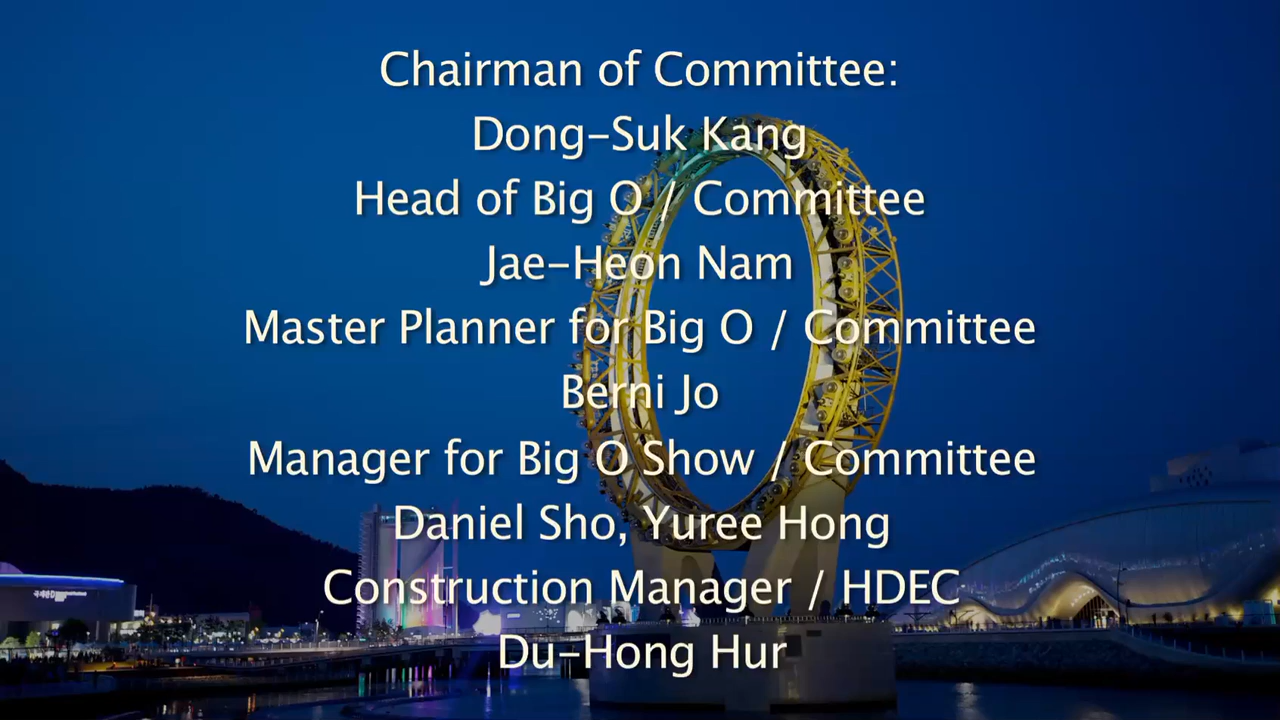 Chairman of Committee:
Dong-Suk Kang
Head of Big O / Committee
Jae-Heon Nam
Master Planner for Big O / Committee
Berni Jo
Manager for Big O Show / Committee
Daniel Sho, Yuree Hong
Construction Manager / HDEC
Du-Hong Hur